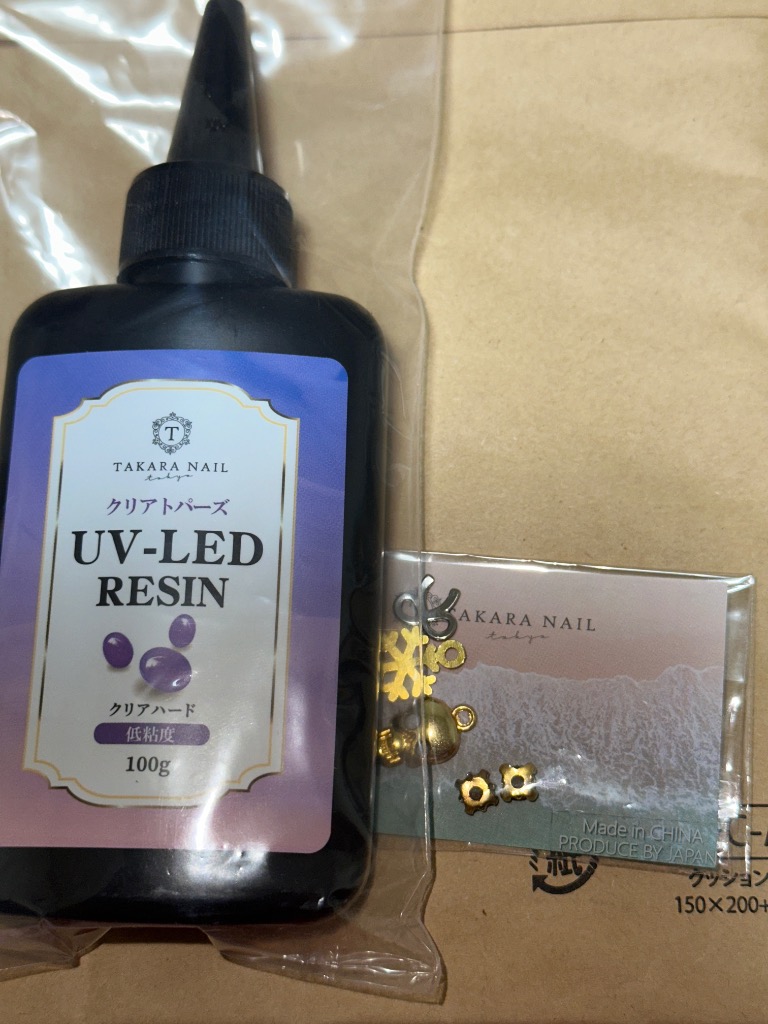 T
TAKARA NAIL
tokyo
クリアトパーズ
UV-LED
RESIN
クリアハード
低粘度
100g
AKARA NAIL
tokyo
Made in CHINA
PRODUCE BY JAPAN
紙
クッション
150×200+